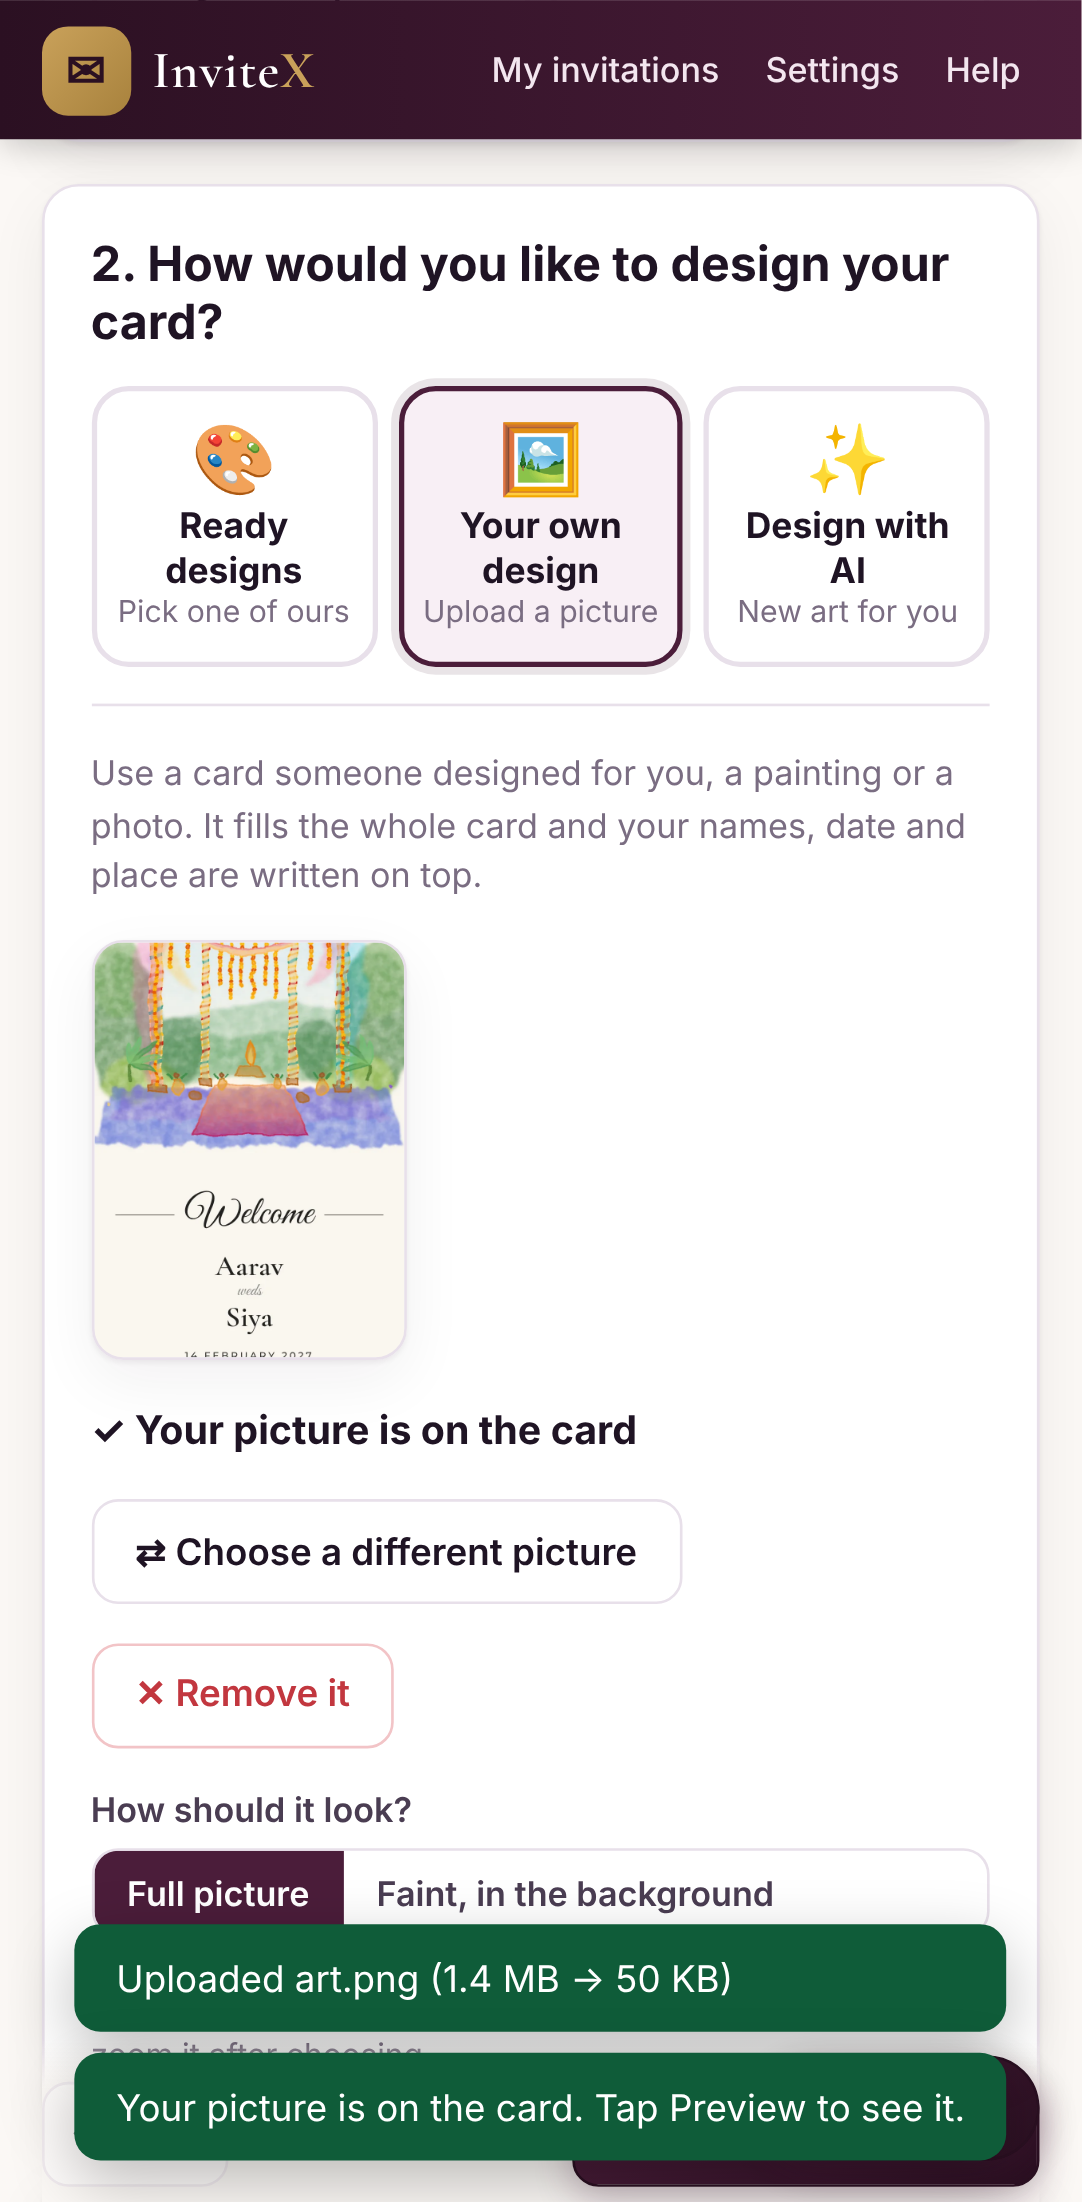 InviteX
My invitations
Settings
Help
2. How would you like to design your
card?
Ready
designs
Pick one of ours
Your own
design
Upload a picture
Design with
AI
New art for you
Use a card someone designed for you, a painting or a
photo. It fills the whole card and your names, date and
place are written on top.
Welcome
Aarav
weds
Siya
✓ Your picture is on the card
⇄ Choose a different picture
✕ Remove it
How should it look?
Full picture
Faint, in the background
Uploaded art.png (1.4 MB → 50 KB)
zoom it after choosing
Your picture is on the card. Tap Preview to see it.